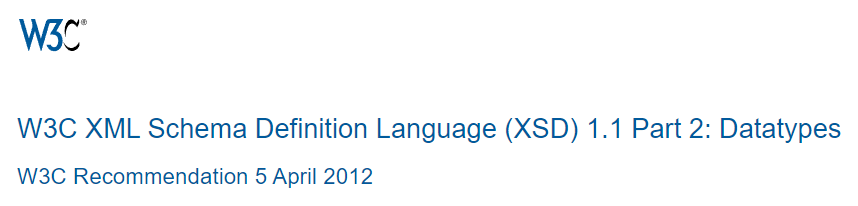 W3C®
W3C XML Schema Definition Language (XSD) 1.1 Part 2: Datatypes
W3C Recommendation 5 April 2012